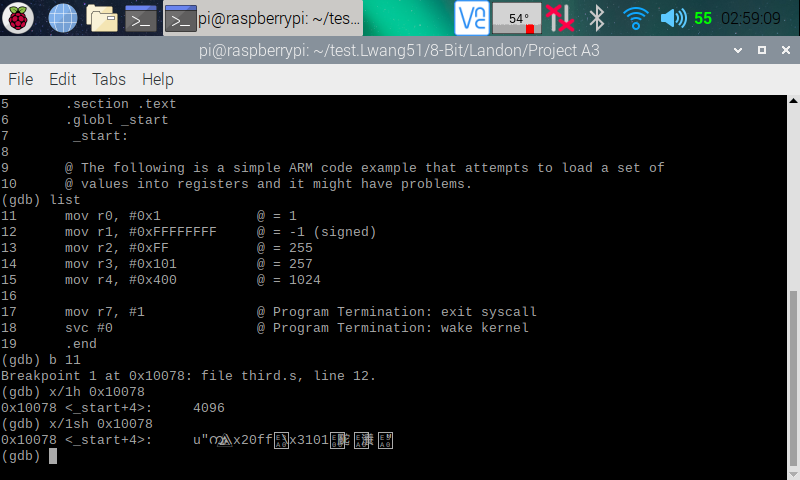 pi@raspberrypi: ~/tes...
54°
55
02:59:09
pi@raspberrypi: ~/test.Lwang51/8-Bit/Landon/Project A3
File Edit Tabs Help
5 .section .text
6 .globl _start
7 _start:
8
9 @ The following is a simple ARM code example that attempts to load a set of
10 @ values into registers and it might have problems.
(gdb) list
11 mov r0, #0x1 @ = 1
12 mov r1, #0xFFFFFFFF @ = -1 (signed)
13 mov r2, #0xFF @ = 255
14 mov r3, #0x101 @ = 257
15 mov r4, #0x400 @ = 1024
16
17 mov r7, #1 @ Program Termination: exit syscall
18 svc #0 @ Program Termination: wake kernel
19 .end
(gdb) b 11
Breakpoint 1 at 0x10078: file third.s, line 12.
(gdb) x/1h 0x10078
0x10078 <_start+4>: 4096
(gdb) x/1sh 0x10078
0x10078 <_start+4>: u"x20ff\x3101
(gdb)